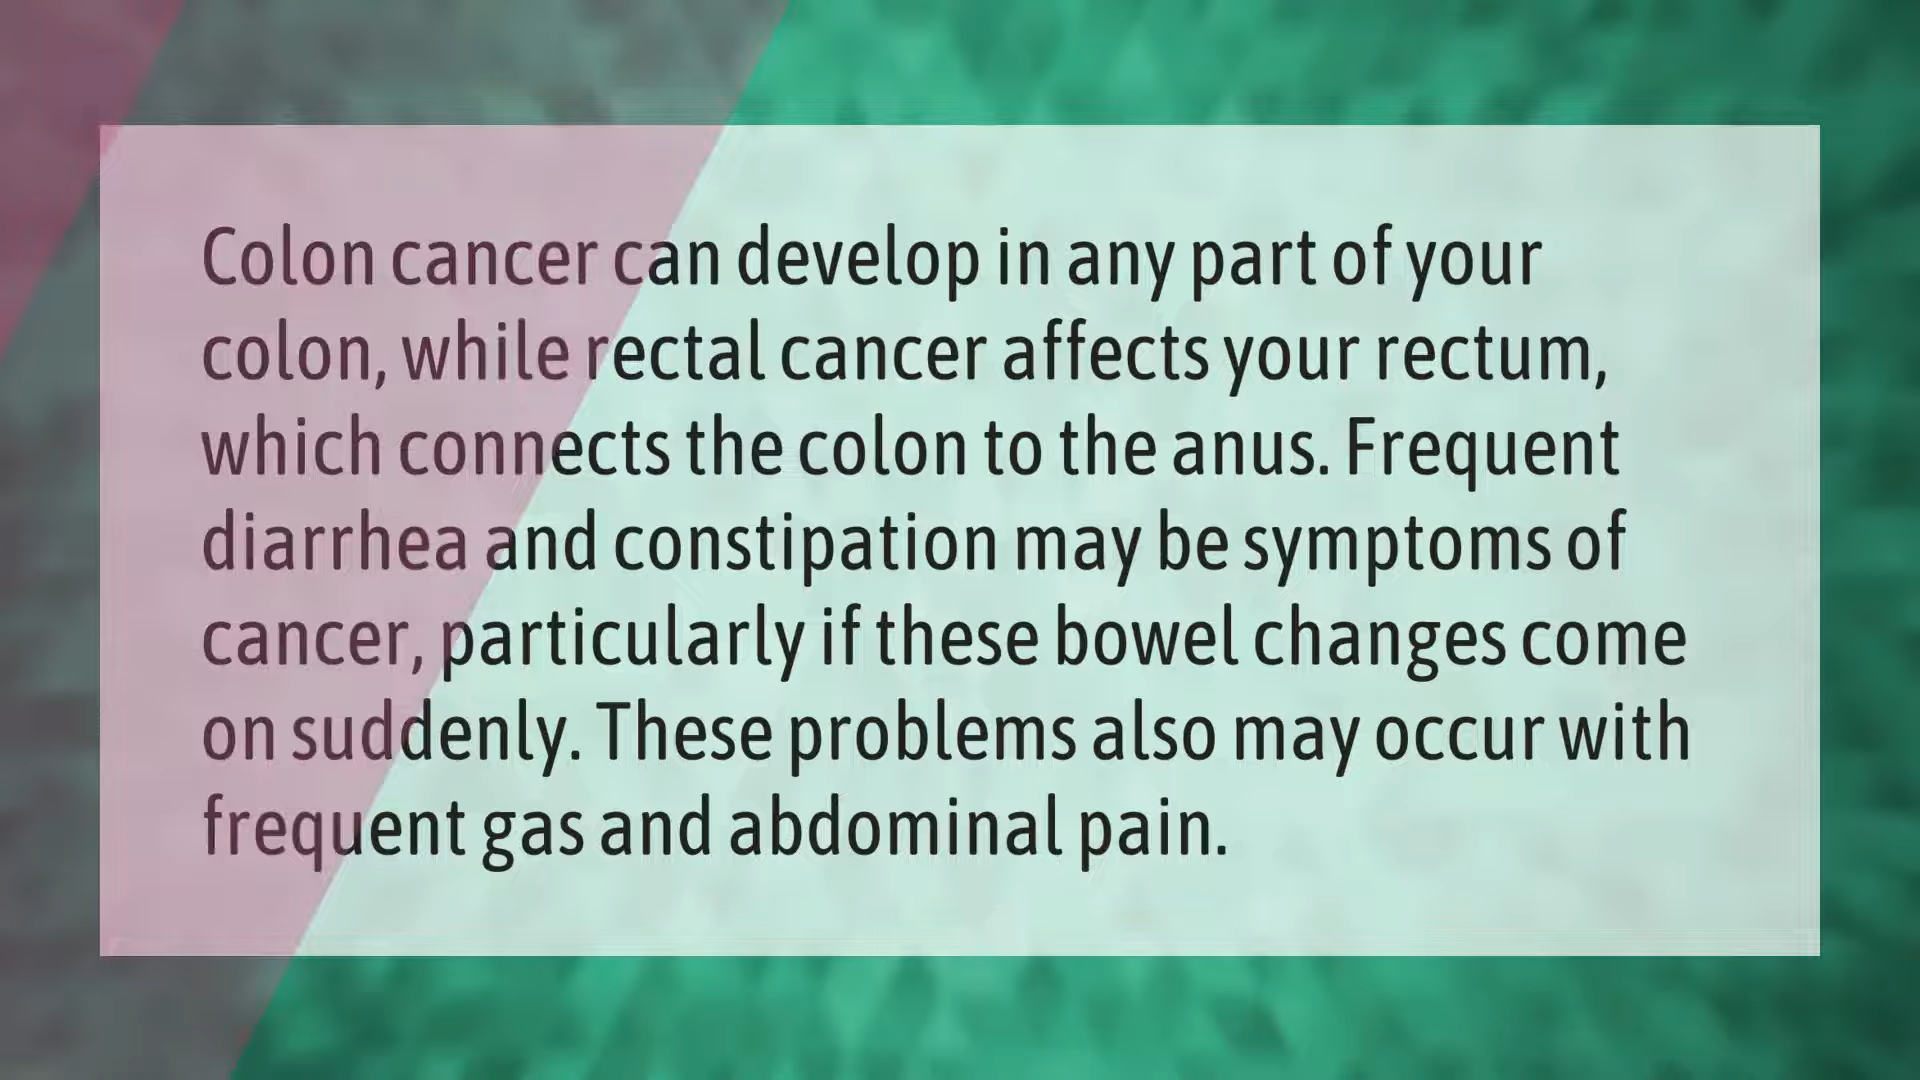 Colon cancer can develop in any part of your
colon, while rectal cancer affects your rectum,
which connects the colon to the anus. Frequent
diarrhea and constipation may be symptoms of
cancer, particularly if these bowel changes come
on suddenly. These problems also may occur with
frequent gas and abdominal pain.